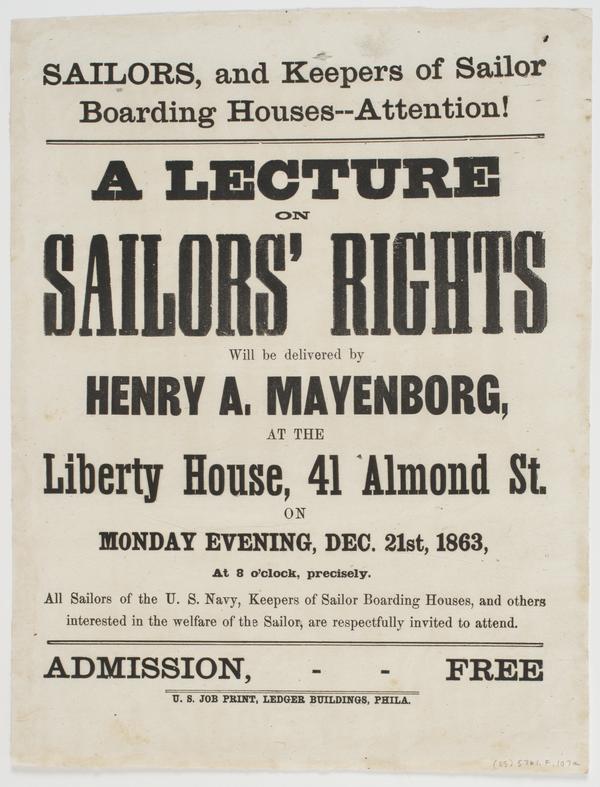 SAILORS, and Keepers of Sailor
Boarding Houses--Attention!
A LECTURE
ON
SAILORS' RIGHTS
Will be delivered by
HENRY A. MAYENBORG,
AT THE
Liberty House, 41 Almond St.
ON
MONDAY EVENING, DEC. 21st, 1863,
At 8 o'clock, precisely.
All Sailors of the U. S. Navy, Keepers of Sailor Boarding Houses, and others
interested in the welfare of the Sailor, are respectfully invited to attend.
ADMISSION, - - FREE
U. S. JOB PRINT, LEDGER BUILDINGS, PHILA.